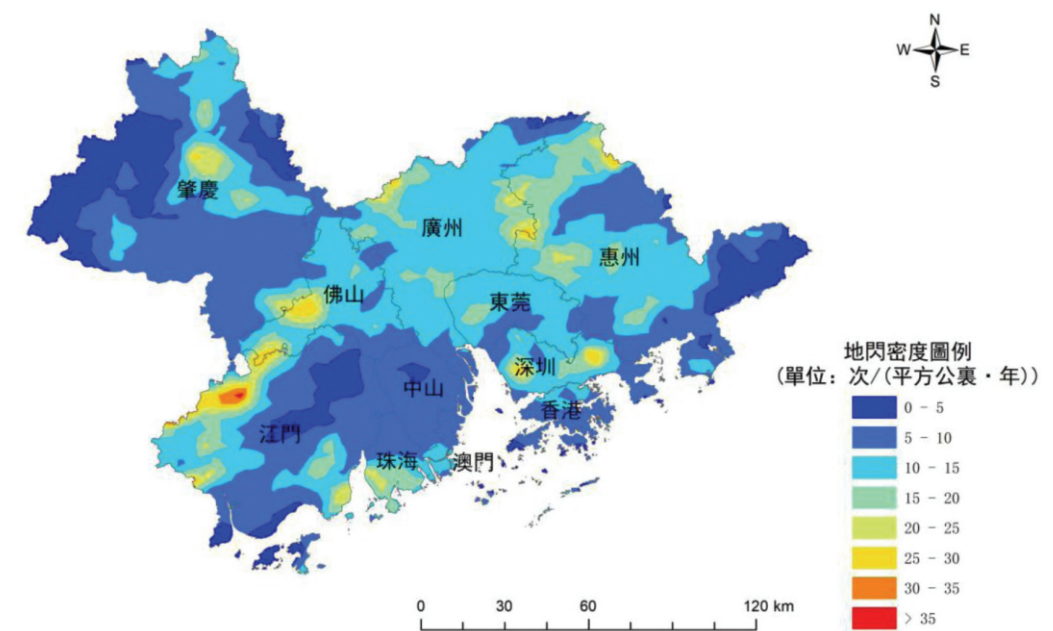 N
W E
S
肇慶
廣州
惠州
佛山
東莞
深圳
中山
香港
江門
珠海
澳門
地閃密度圖例
(單位：次/(平方公裏·年))
0 - 5
5 - 10
10 - 15
15 - 20
20 - 25
25 - 30
30 - 35
> 35
0 30 60 120 km